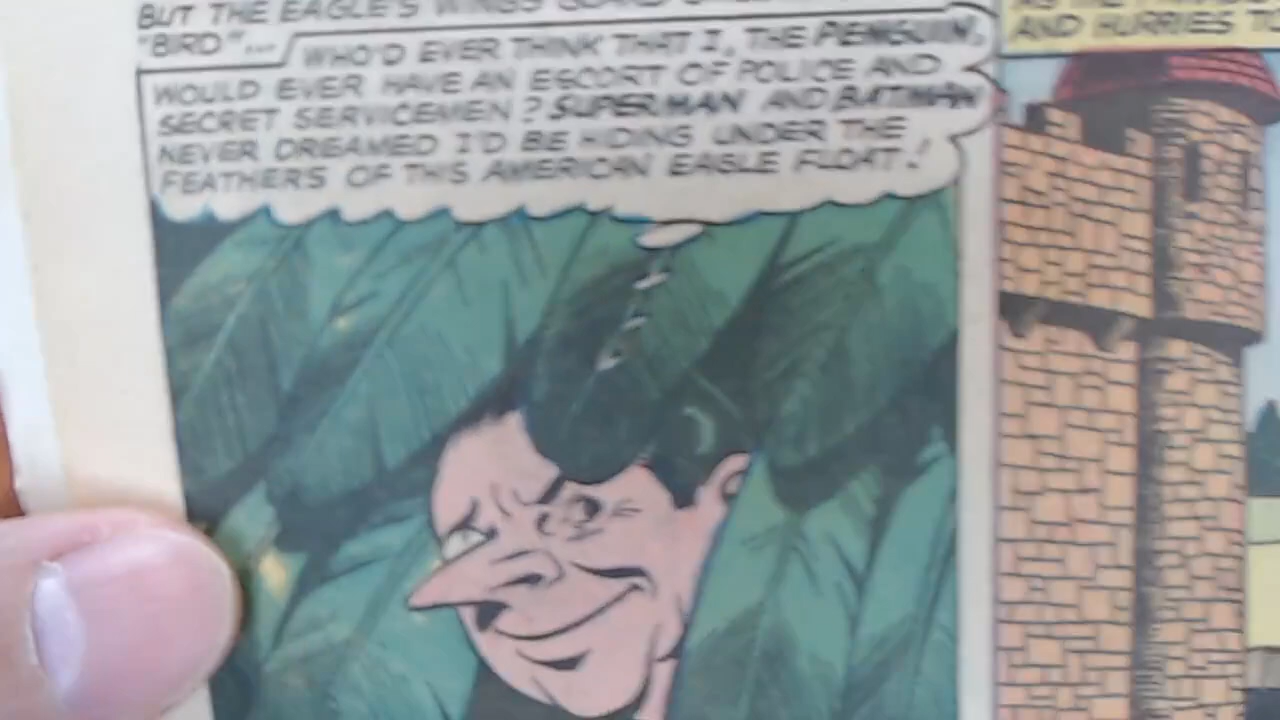 BUT THE EAGLE'S WINGS
"BIRD"...
WHO'D EVER THINK THAT I, THE PENGUIN,
WOULD EVER HAVE AN ESCORT OF POLICE AND
SECRET SERVICEMEN? SUPERMAN AND BATMAN
NEVER DREAMED I'D BE HIDING UNDER THE
FEATHERS OF THIS AMERICAN EAGLE FLOAT!
AND HURRIES